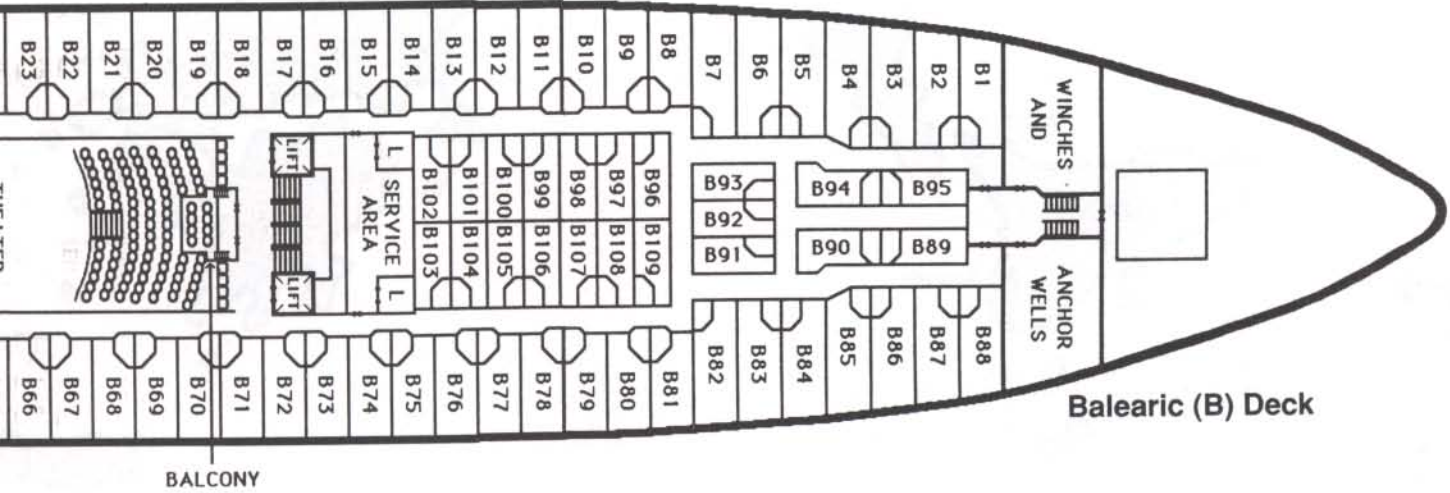 B23
B22
B21
B20
B19
B18
B17
B16
B15
B14
B13
B12
B11
B10
B9
B8
B7
B6
B5
B4
B3
B2
B1
WINCHES
AND
ANCHOR
WELLS
LIFT
L
SERVICE
AREA
B102
B101
B100
B99
B98
B97
B96
B93
B92
B91
B94
B95
B90
B89
B103
B104
B105
B106
B107
B108
B109
LIFT
L
B66
B67
B68
B69
B70
B71
B72
B73
B74
B75
B76
B77
B78
B79
B80
B81
B82
B83
B84
B85
B86
B87
B88
Balearic (B) Deck
BALCONY